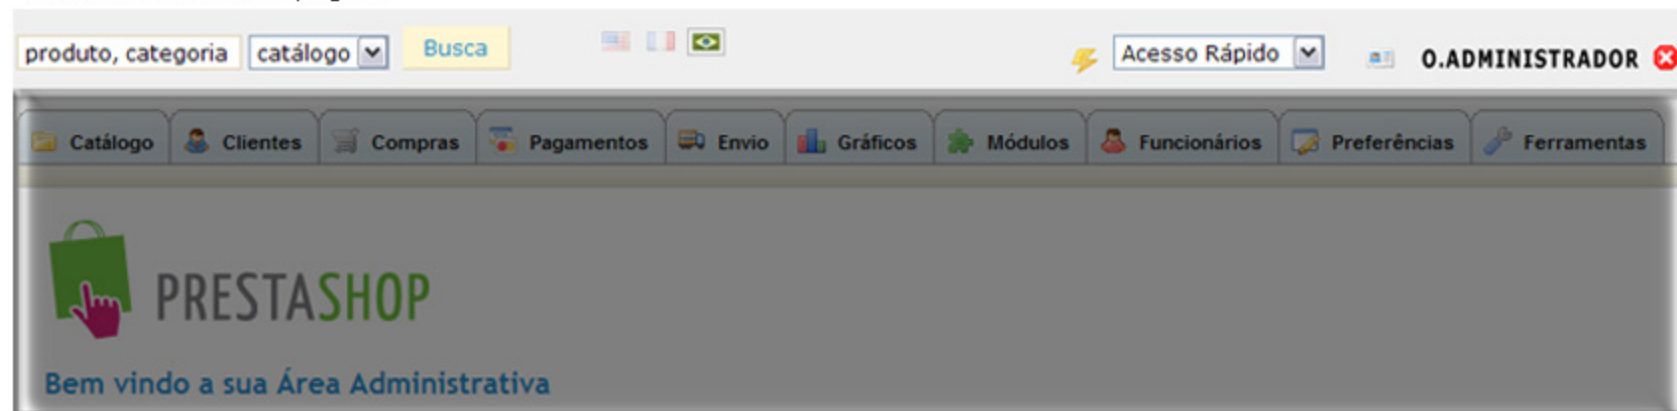 produto, categoria catálogo Busca Acesso Rápido O.ADMINISTRADOR
Catálogo Clientes Compras Pagamentos Envio Gráficos Módulos Funcionários Preferências Ferramentas
PRESTASHOP
Bem vindo a sua Área Administrativa